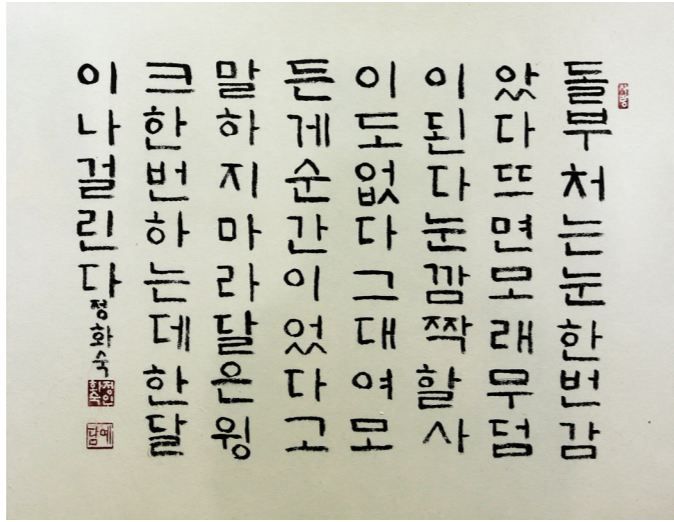 돌부처는눈한번감
았다뜨면모래무덤
이된다눈깜짝할사
이도없다그대여모
든게순간이었다고
말하지마라달은윙
크한번하는데한달
이나걸린다
정화숙